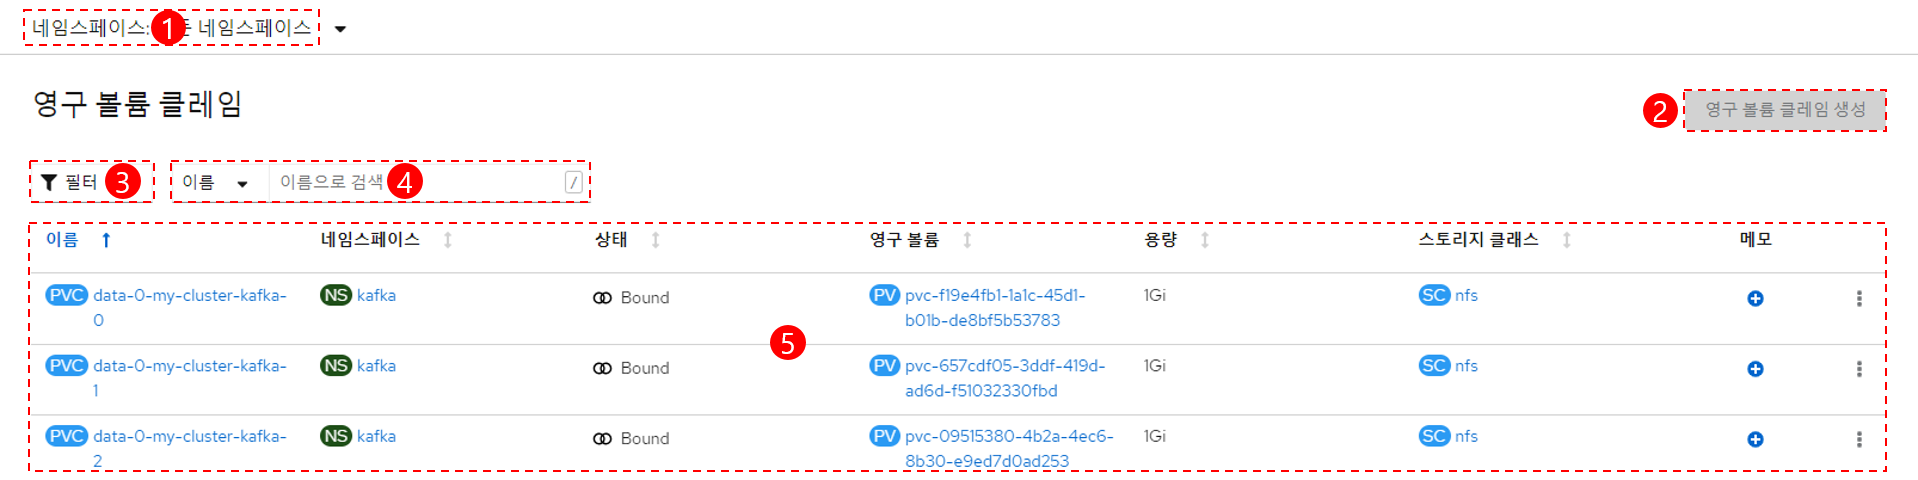 네임스페이스: 1 든 네임스페이스
영구 볼륨 클레임
2 영구 볼륨 클레임 생성
필터 3 이름 이름으로 검색 4 /
이름 네임스페이스 상태 영구 볼륨 용량 스토리지 클래스 메모
PVC data-0-my-cluster-kafka- NS kafka Bound PV pvc-f19e4fb1-1a1c-45d1- 1Gi SC nfs
0 b01b-de8bf5b53783
5
PVC data-0-my-cluster-kafka- NS kafka Bound PV pvc-657cdf05-3ddf-419d- 1Gi SC nfs
1 ad6d-f51032330fbd
PVC data-0-my-cluster-kafka- NS kafka Bound PV pvc-09515380-4b2a-4ec6- 1Gi SC nfs
2 8b30-e9ed7d0ad253